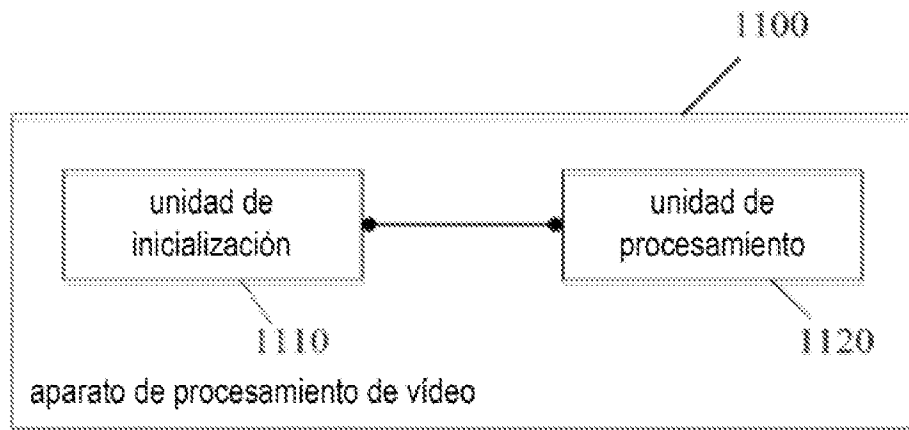 1100
unidad de
inicialización
unidad de
procesamiento
1110
1120
aparato de procesamiento de vídeo